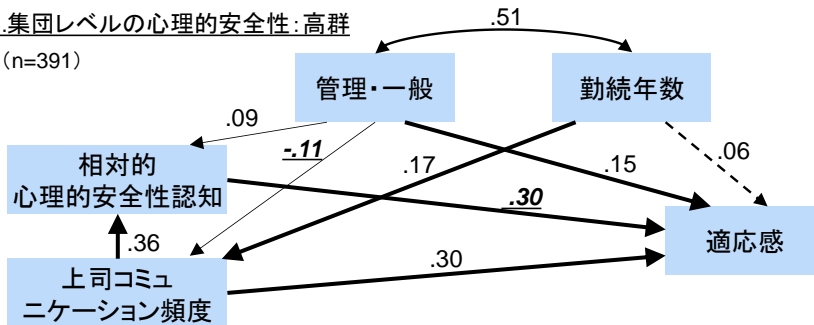 .集団レベルの心理的安全性:高群
（n=391）
.51
管理・一般
勤続年数
.09
-.11
.17
.15
.06
相対的
心理的安全性認知
.30
.36
適応感
上司コミュ
ニケーション頻度
.30